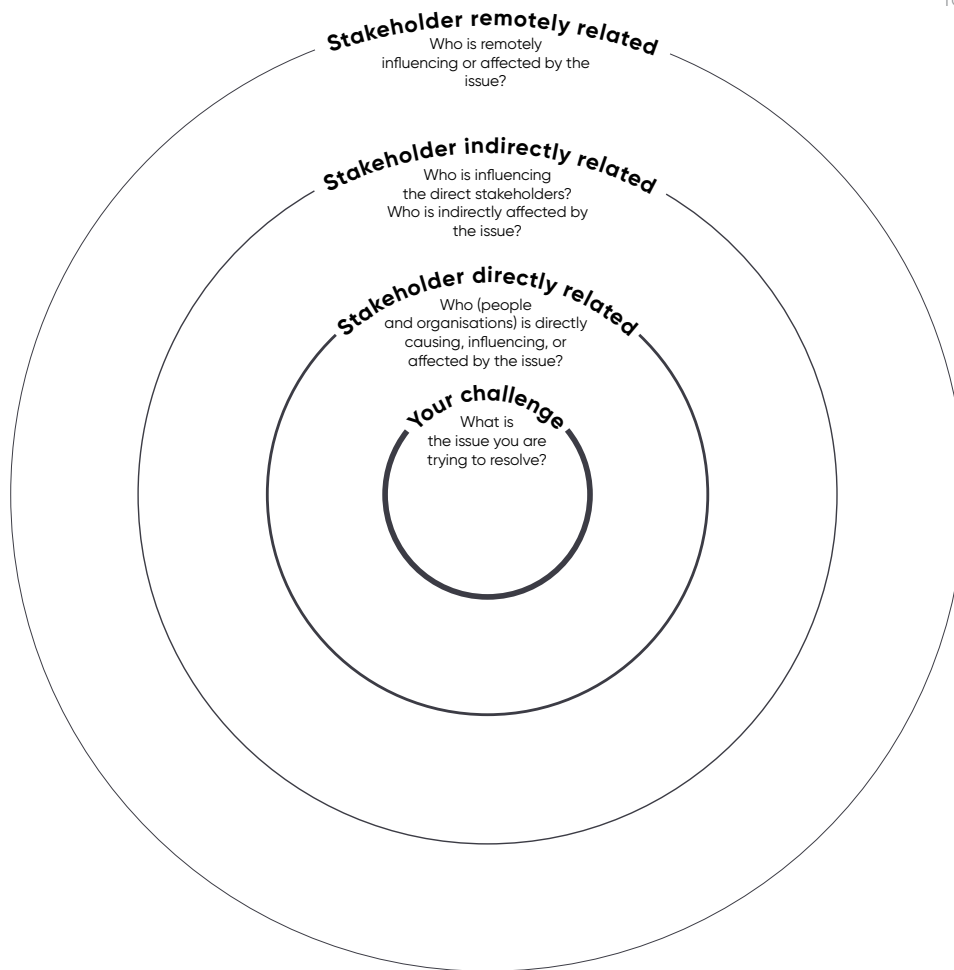 Stakeholder remotely related
Who is remotely
influencing or affected by the
issue?
Stakeholder indirectly related
Who is influencing
the direct stakeholders?
Who is indirectly affected by
the issue?
Stakeholder directly related
Who (people
and organisations) is directly
causing, influencing, or
affected by the issue?
Your challenge
What is
the issue you are
trying to resolve?